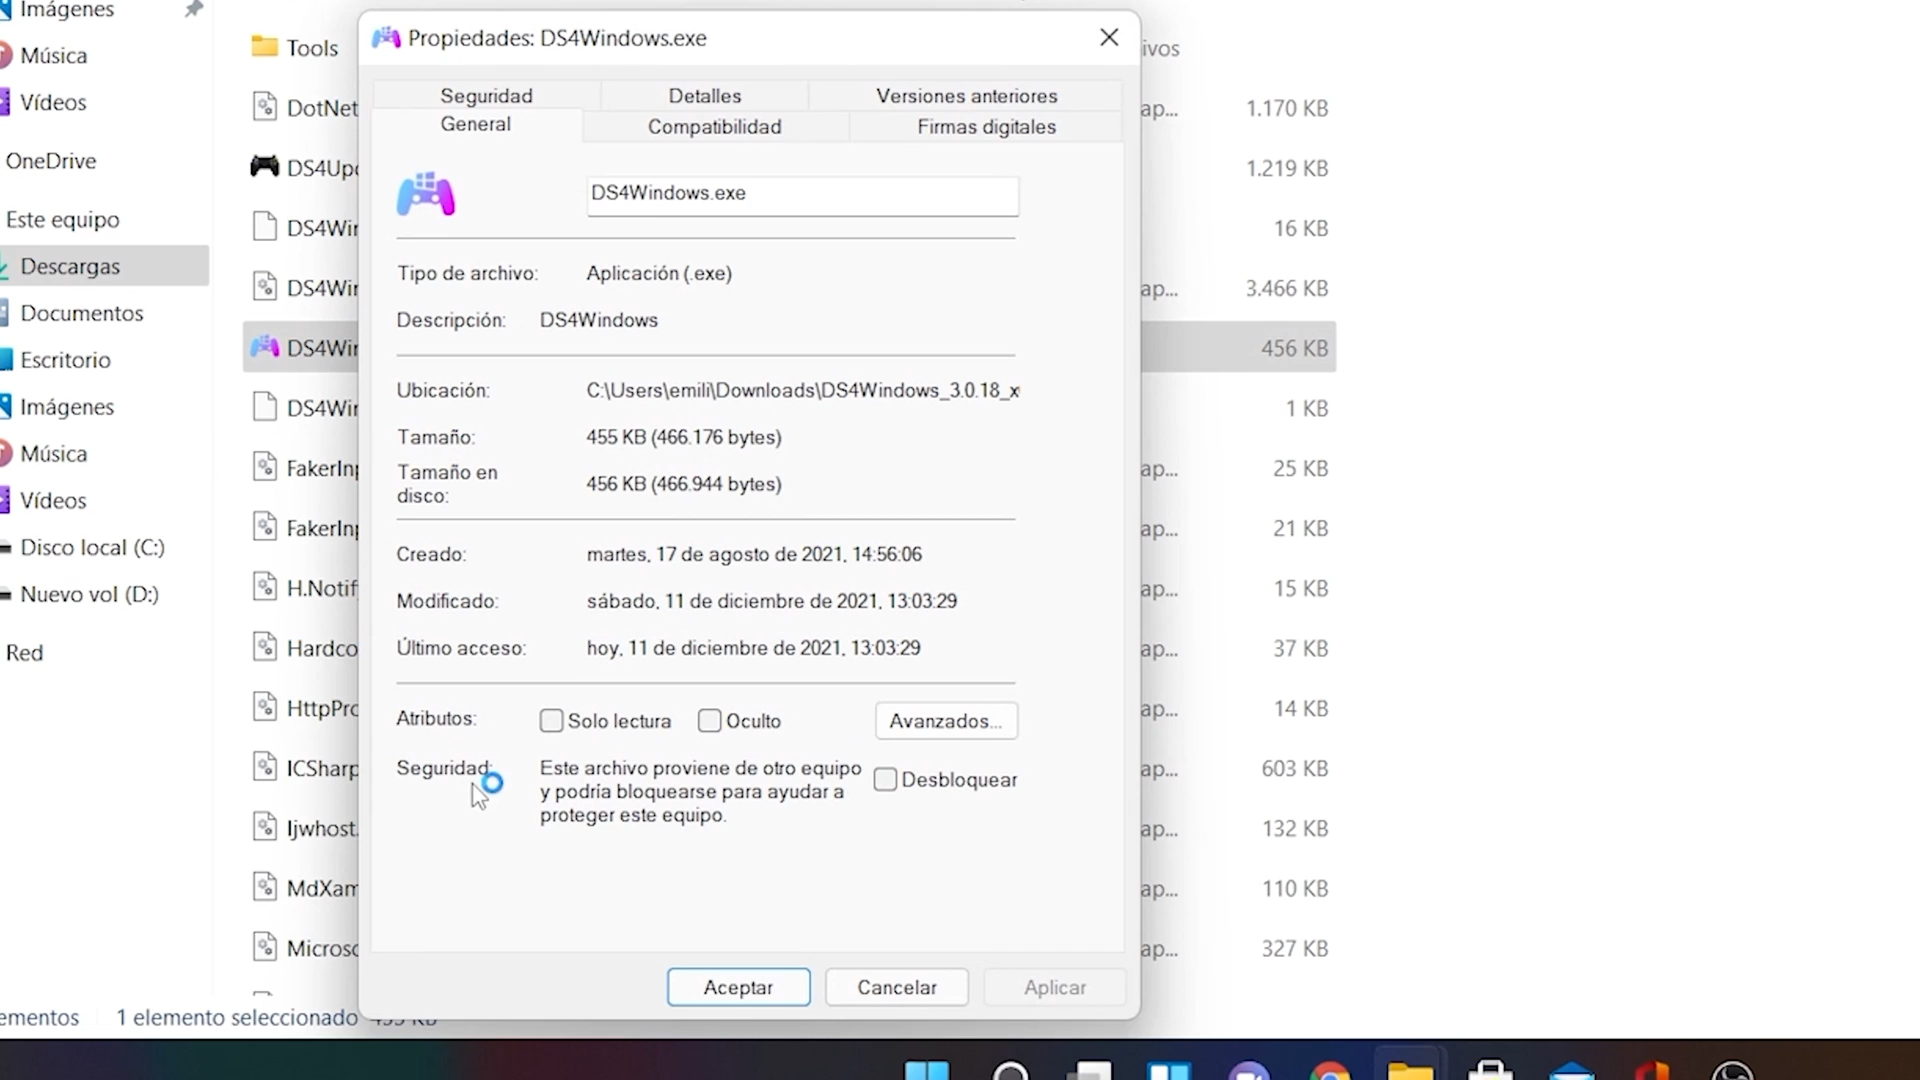 Imágenes
Música
Vídeos
OneDrive
Este equipo
Descargas
Documentos
Escritorio
Imágenes
Música
Vídeos
Disco local (C:)
Nuevo vol (D:)
Red
Tools
DotNet
DS4Upd
DS4Win
DS4Win
DS4Win
DS4Win
FakerInp
FakerInp
H.Notif
Hardco
HttpPro
ICSharp
Ijwhost.
MdXam
Microso
Propiedades: DS4Windows.exe
Seguridad Detalles Versiones anteriores
General Compatibilidad Firmas digitales
DS4Windows.exe
Tipo de archivo: Aplicación (.exe)
Descripción: DS4Windows
Ubicación: C:\Users\emili\Downloads\DS4Windows_3.0.18_x
Tamaño: 455 KB (466.176 bytes)
Tamaño en
disco: 456 KB (466.944 bytes)
Creado: martes, 17 de agosto de 2021, 14:56:06
Modificado: sábado, 11 de diciembre de 2021, 13:03:29
Último acceso: hoy, 11 de diciembre de 2021, 13:03:29
Atributos: Solo lectura Oculto Avanzados...
Seguridad: Este archivo proviene de otro equipo
y podría bloquearse para ayudar a
proteger este equipo.
Desbloquear
Aceptar Cancelar Aplicar
ivos
ap... 1.170 KB
1.219 KB
16 KB
ap... 3.466 KB
456 KB
1 KB
ap... 25 KB
ap... 21 KB
ap... 15 KB
ap... 37 KB
ap... 14 KB
ap... 603 KB
ap... 132 KB
ap... 110 KB
ap... 327 KB
ementos 1 elemento seleccionado